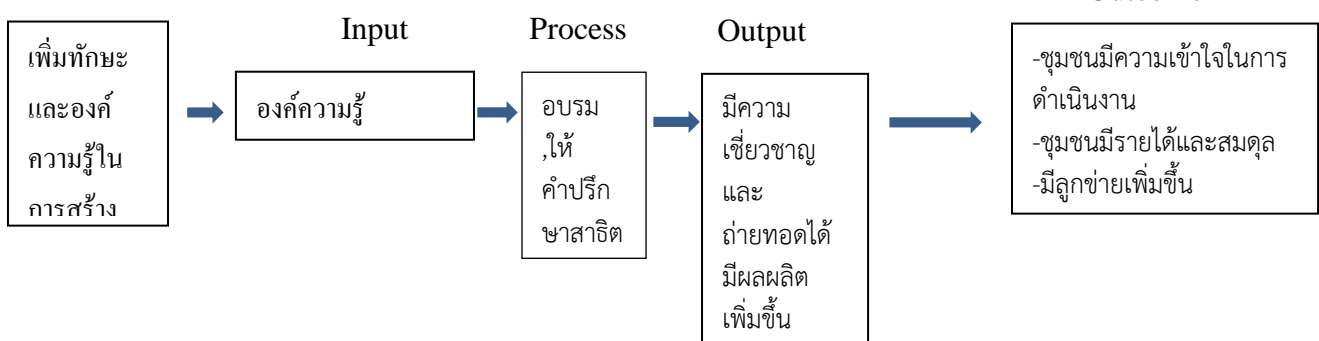 Input
Process
Output
เพิ่มทักษะ
และองค์
ความรู้ใน
การสร้าง
องค์ความรู้
อบรม
,ให้
คำปรึก
ษาสาธิต
มีความ
เชี่ยวชาญ
และ
ถ่ายทอดได้
มีผลผลิต
เพิ่มขึ้น
-ชุมชนมีความเข้าใจในการ
ดำเนินงาน
-ชุมชนมีรายได้และสมดุล
-มีลูกข่ายเพิ่มขึ้น